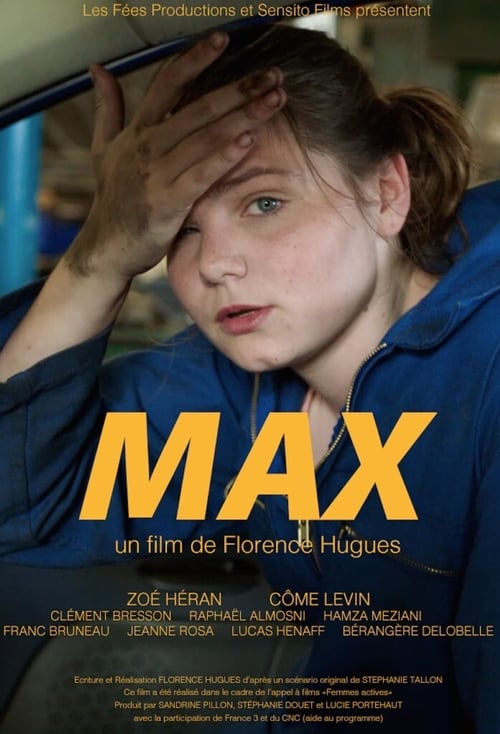 Les Fées Productions et Sensito Films présentent
MAX
un film de Florence Hugues
ZOÉ HÉRAN CÔME LEVIN
CLÉMENT BRESSON RAPHAËL ALMOSNI HAMZA MEZIANI
FRANC BRUNEAU JEANNE ROSA LUCAS HENAFF BÉRANGÈRE DELOBELLE
Ecriture et Réalisation FLORENCE HUGUES d'après un scénario original de STEPHANIE TALLON
Ce film a été réalisé dans le cadre de l'appel à films «Femmes actives»
Produit par SANDRINE PILLON, STÉPHANIE DOUET et LUCIE PORTEHAUT
avec la participation de France 3 et du CNC (aide au programme)